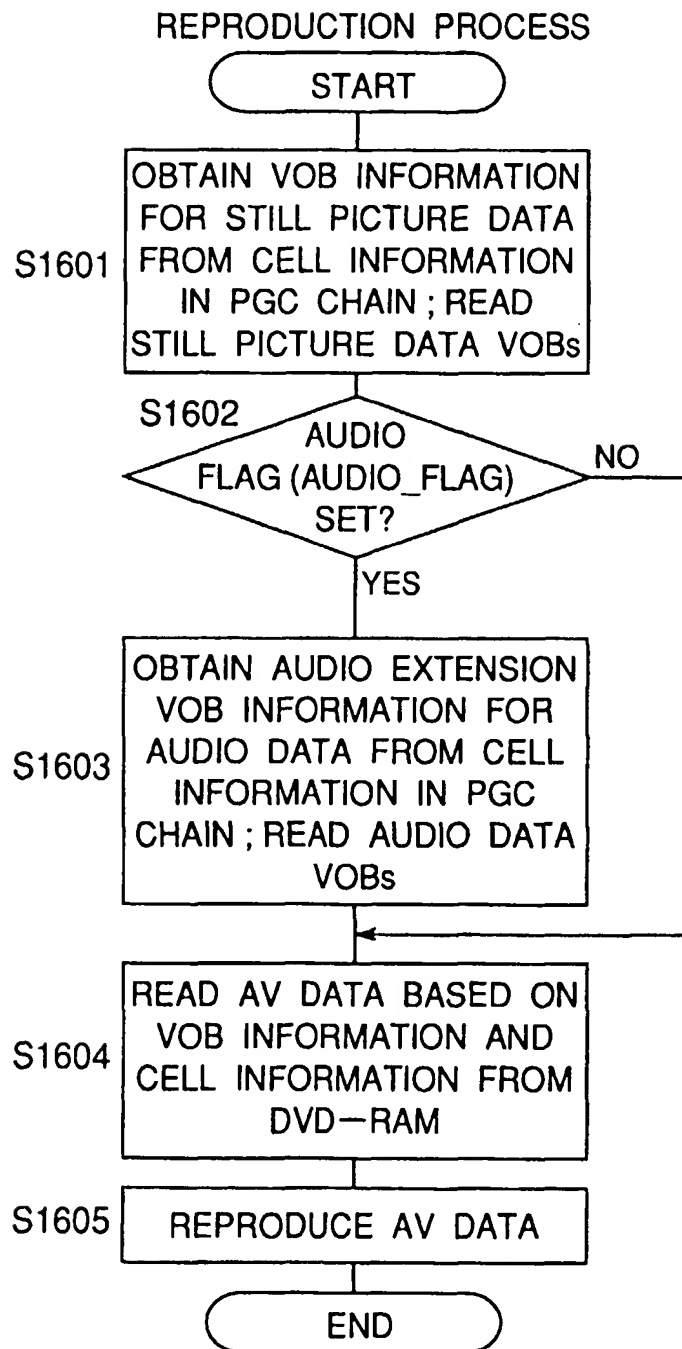 REPRODUCTION PROCESS
START
S1601
OBTAIN VOB INFORMATION
FOR STILL PICTURE DATA
FROM CELL INFORMATION
IN PGC CHAIN ; READ
STILL PICTURE DATA VOBs
S1602
AUDIO
FLAG (AUDIO_FLAG)
SET?
NO
YES
S1603
OBTAIN AUDIO EXTENSION
VOB INFORMATION FOR
AUDIO DATA FROM CELL
INFORMATION IN PGC
CHAIN ; READ AUDIO DATA
VOBs
S1604
READ AV DATA BASED ON
VOB INFORMATION AND
CELL INFORMATION FROM
DVD-RAM
S1605
REPRODUCE AV DATA
END